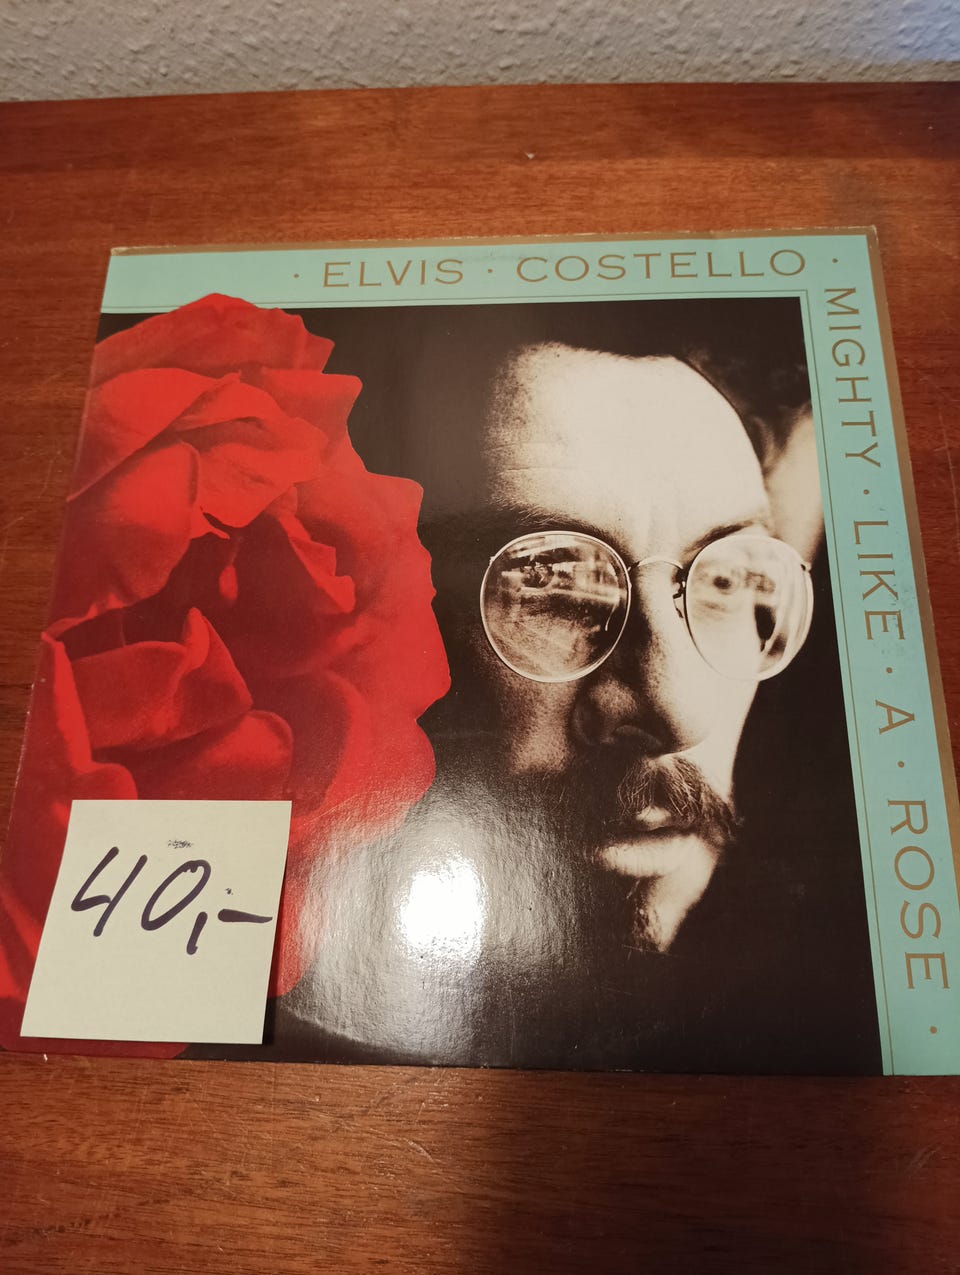 · ELVIS · COSTELLO ·
MIGHTY · LIKE · A · ROSE ·
40,-